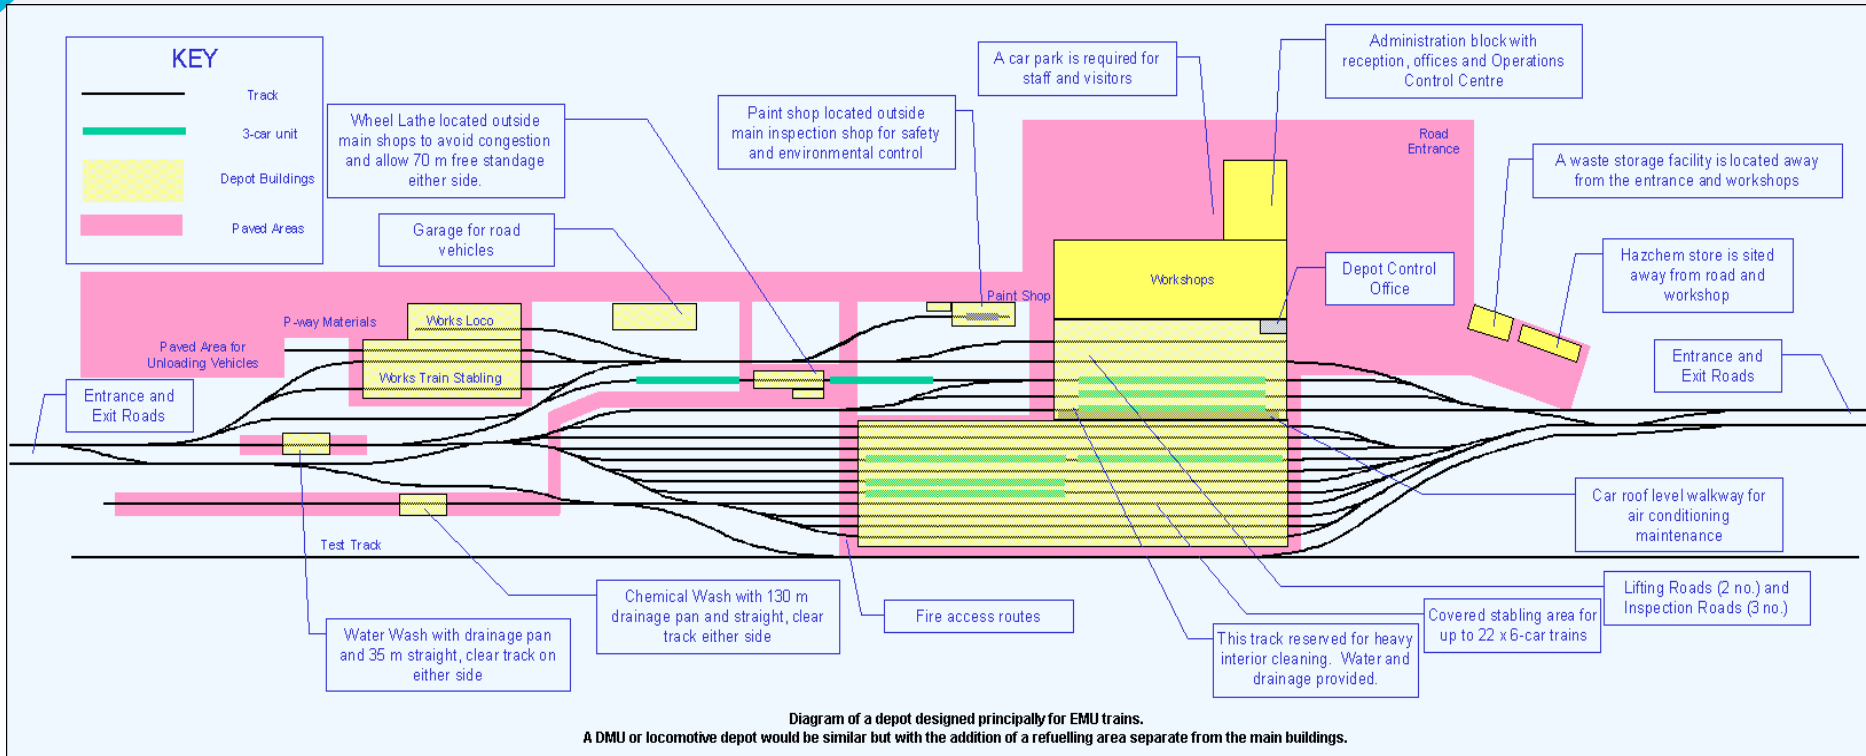 KEY
Track
3-car unit
Depot Buildings
Paved Areas
Wheel Lathe located outside
main shops to avoid congestion
and allow 70 m free standage
either side.
Garage for road
vehicles
Paint shop located outside
main inspection shop for safety
and environmental control
A car park is required for
staff and visitors
Administration block with
reception, offices and Operations
Control Centre
Road
Entrance
A waste storage facility is located away
from the entrance and workshops
Hazchem store is sited
away from road and
workshop
Depot Control
Office
Workshops
Paint Shop
P-way Materials
Works Loco
Paved Area for
Unloading Vehicles
Works Train Stabling
Entrance and
Exit Roads
Entrance and
Exit Roads
Car roof level walkway for
air conditioning
maintenance
Test Track
Lifting Roads (2 no.) and
Inspection Roads (3 no.)
Covered stabling area for
up to 22 x 6-car trains
This track reserved for heavy
interior cleaning. Water and
drainage provided.
Fire access routes
Chemical Wash with 130 m
drainage pan and straight, clear
track either side
Water Wash with drainage pan
and 35 m straight, clear track on
either side
Diagram of a depot designed principally for EMU trains.
A DMU or locomotive depot would be similar but with the addition of a refuelling area separate from the main buildings.